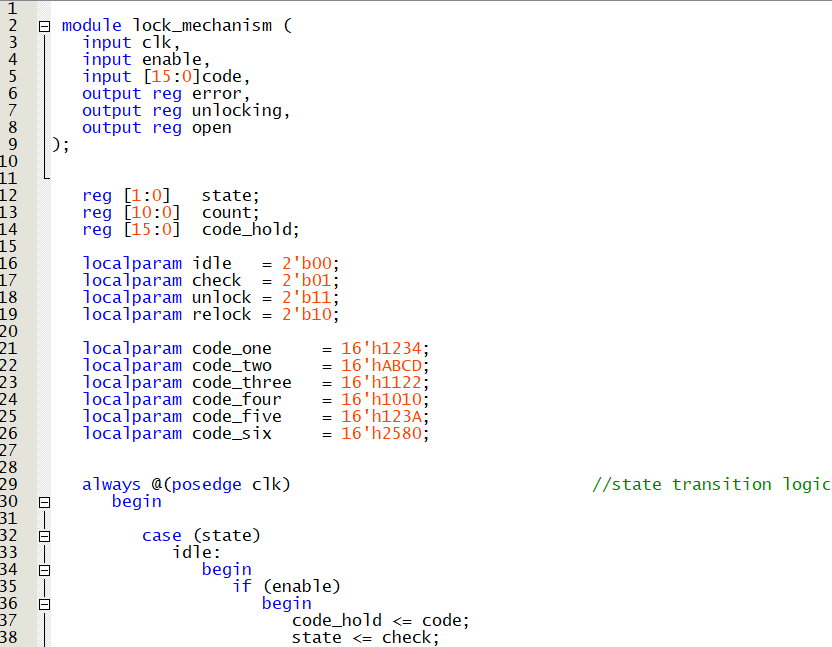 1
2 module lock_mechanism (
3 input clk,
4 input enable,
5 input [15:0]code,
6 output reg error,
7 output reg unlocking,
8 output reg open
9 );
10
11
12 reg [1:0] state;
13 reg [10:0] count;
14 reg [15:0] code_hold;
15
16 localparam idle = 2'b00;
17 localparam check = 2'b01;
18 localparam unlock = 2'b11;
19 localparam relock = 2'b10;
20
21 localparam code_one = 16'h1234;
22 localparam code_two = 16'hABCD;
23 localparam code_three = 16'h1122;
24 localparam code_four = 16'h1010;
25 localparam code_five = 16'h123A;
26 localparam code_six = 16'h2580;
27
28
29 always @(posedge clk) //state transition logic
30 begin
31
32 case (state)
33 idle:
34 begin
35 if (enable)
36 begin
37 code_hold <= code;
38 state <= check;